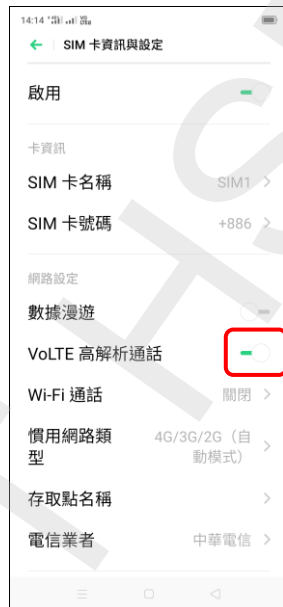 14:14
SIM 卡資訊與設定
啟用
卡資訊
SIM 卡名稱 SIM1
SIM 卡號碼 +886
網路設定
數據漫遊
VoLTE 高解析通話
Wi-Fi 通話 關閉
慣用網路類型 4G/3G/2G（自動模式）
存取點名稱
電信業者 中華電信